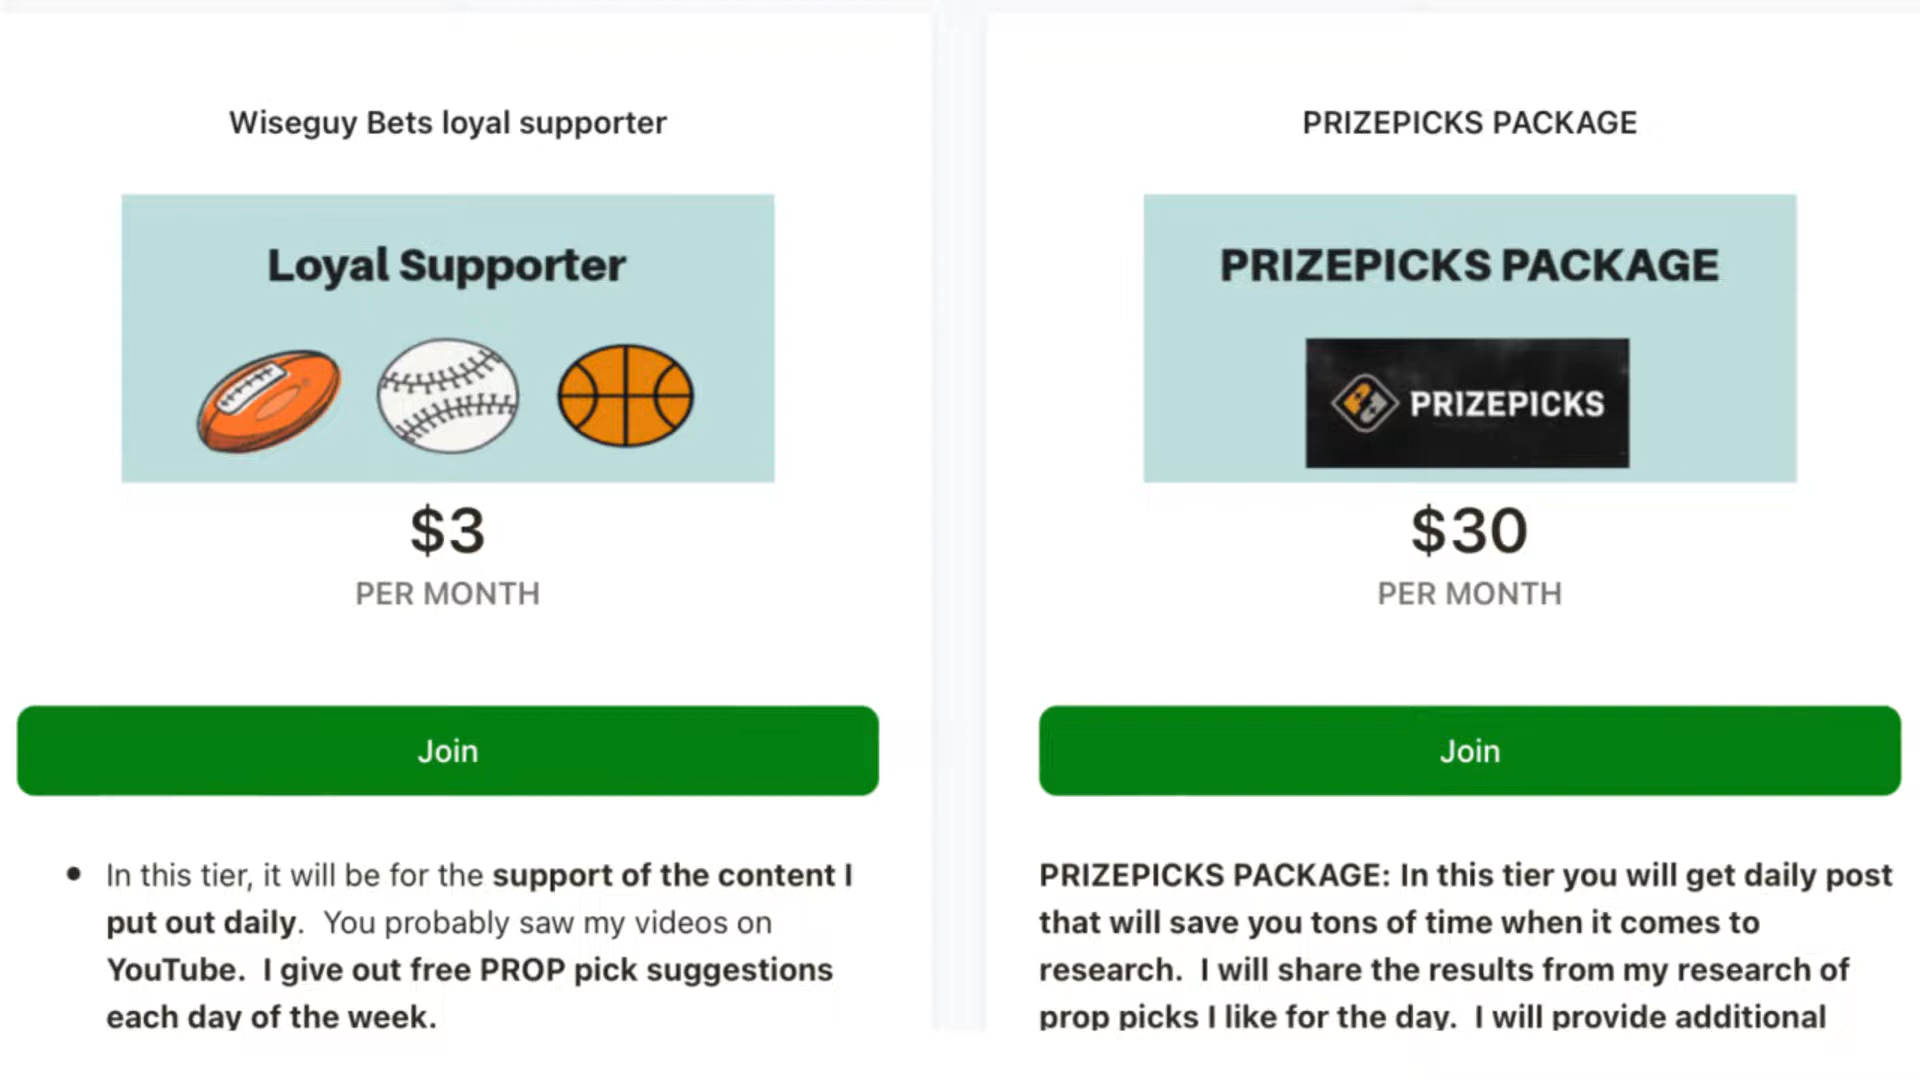 Wiseguy Bets loyal supporter
Loyal Supporter
$3
PER MONTH
Join
In this tier, it will be for the support of the content I
put out daily. You probably saw my videos on
YouTube. I give out free PROP pick suggestions
each day of the week.
PRIZEPICKS PACKAGE
PRIZEPICKS PACKAGE
PRIZEPICKS
$30
PER MONTH
Join
PRIZEPICKS PACKAGE: In this tier you will get daily post
that will save you tons of time when it comes to
research. I will share the results from my research of
prop picks I like for the day. I will provide additional